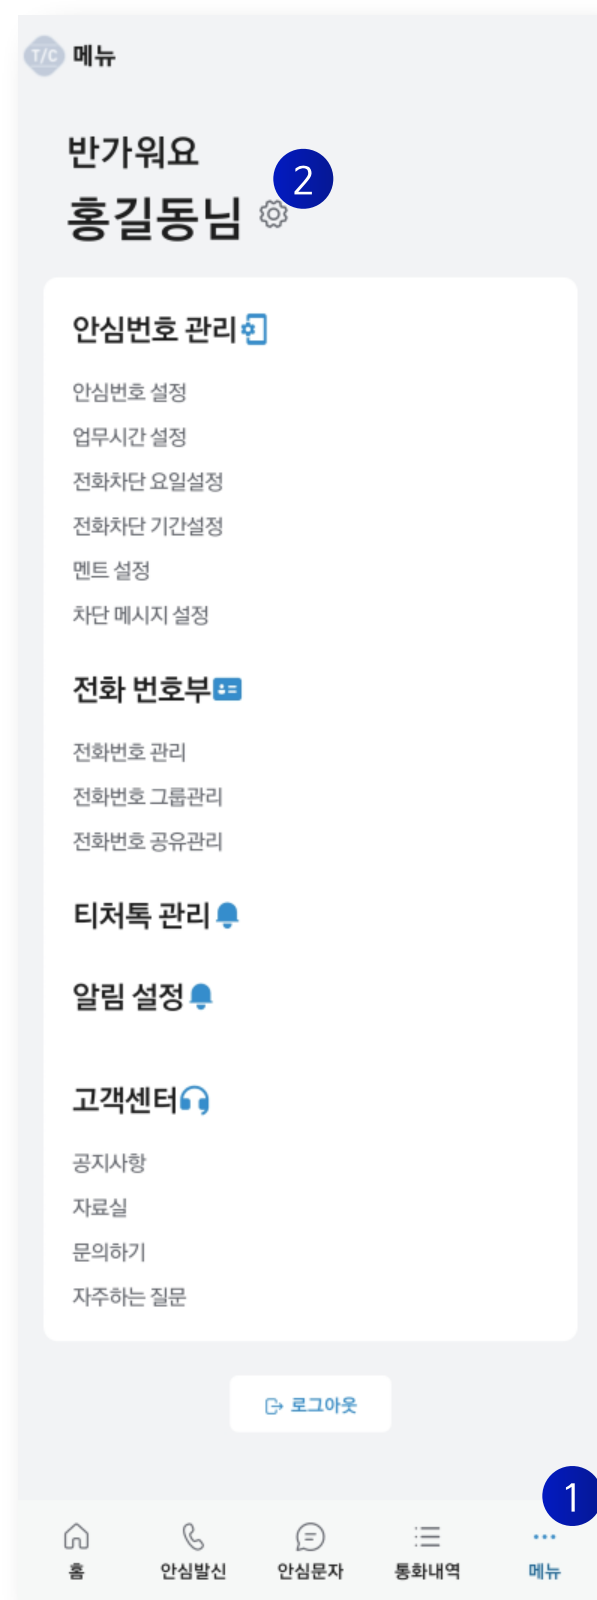 T/C 메뉴
반가워요
2
홍길동님
안심번호 관리
안심번호 설정
업무시간 설정
전화차단 요일설정
전화차단 기간설정
멘트 설정
차단 메시지 설정
전화 번호부
전화번호 관리
전화번호 그룹관리
전화번호 공유관리
티처톡 관리
알림 설정
고객센터
공지사항
자료실
문의하기
자주하는 질문
로그아웃
1
홈 안심발신 안심문자 통화내역 메뉴